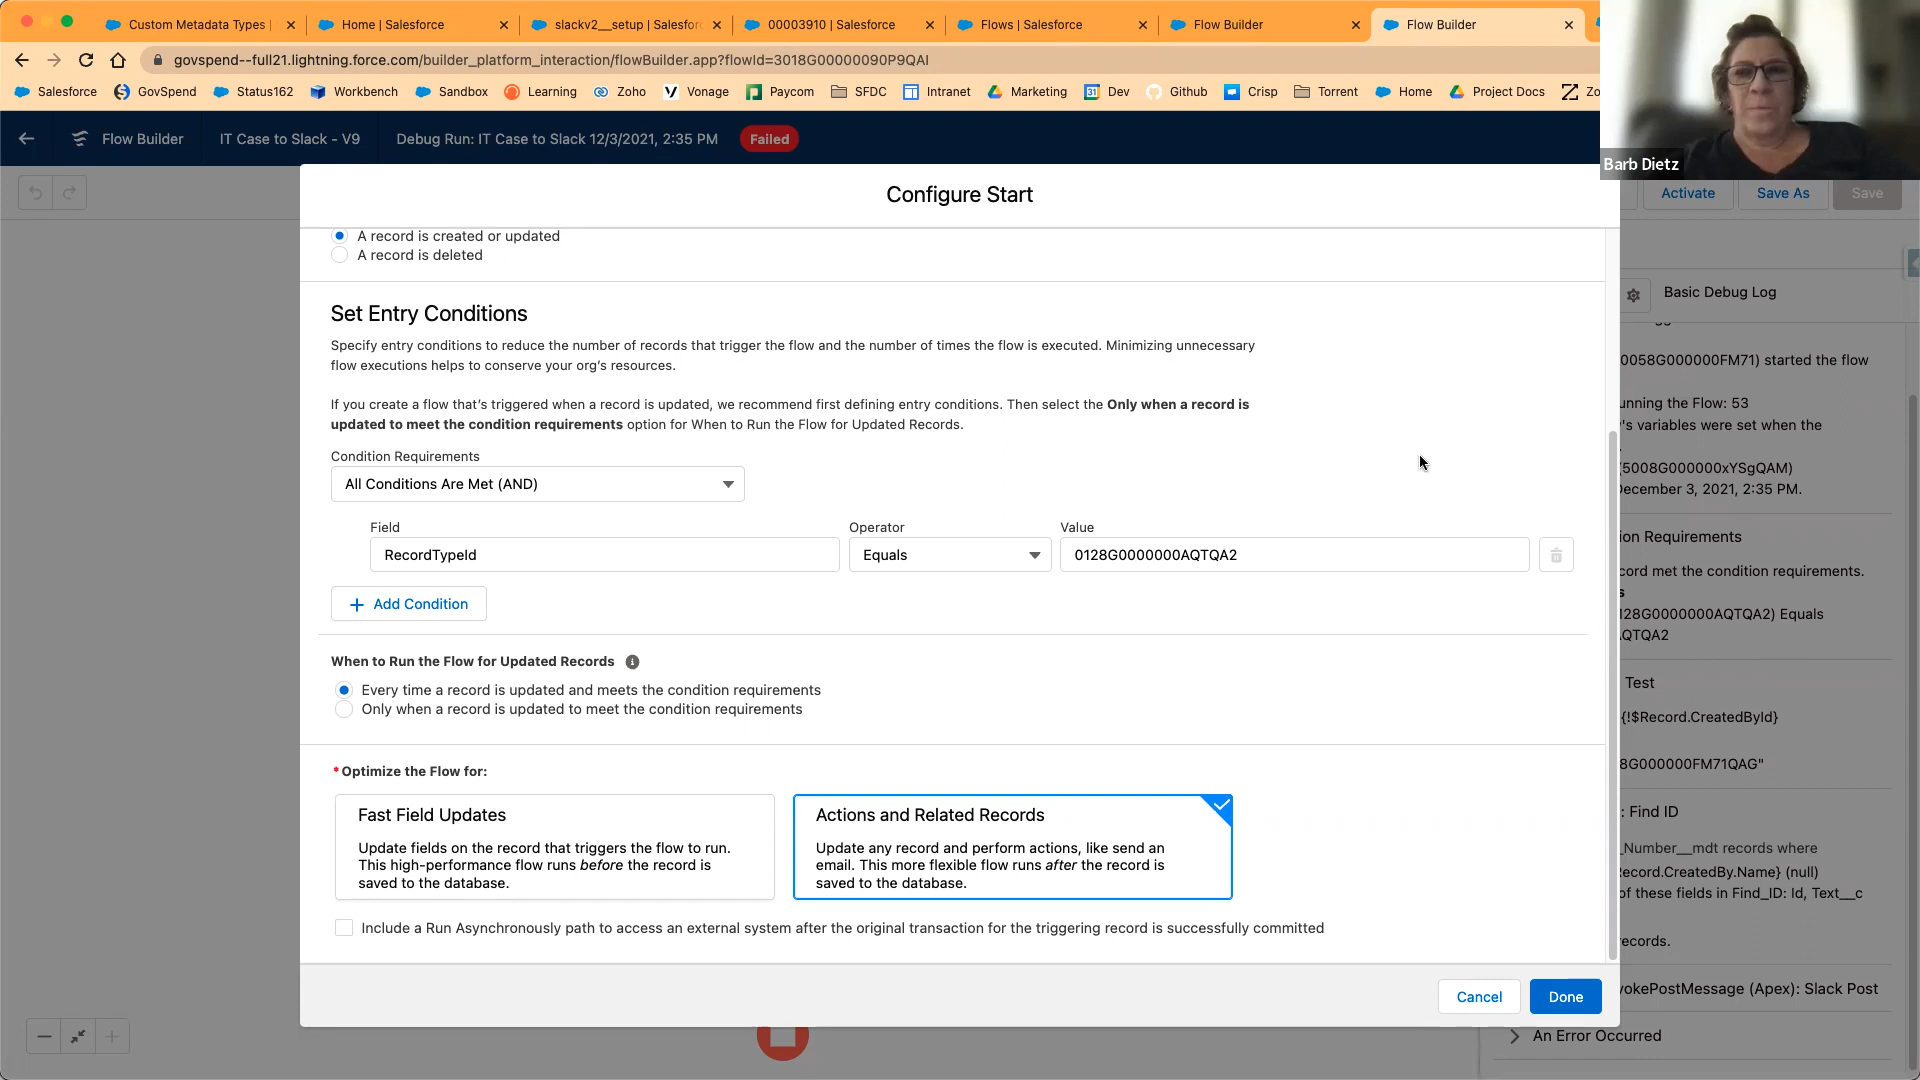 Custom Metadata Types |
Home | Salesforce
slackv2__setup | Salesfor
00003910 | Salesforce
Flows | Salesforce
Flow Builder
Flow Builder
govspend--full21.lightning.force.com/builder_platform_interaction/flowBuilder.app?flowId=3018G00000090P9QAI
Salesforce
GovSpend
Status162
Workbench
Sandbox
Learning
Zoho
Vonage
Paycom
SFDC
Intranet
Marketing
Dev
Github
Crisp
Torrent
Home
Project Docs
Zo
Barb Dietz
Flow Builder
IT Case to Slack - V9
Debug Run: IT Case to Slack 12/3/2021, 2:35 PM
Failed
Activate
Save As
Save
Configure Start
A record is created or updated
A record is deleted
Set Entry Conditions
Specify entry conditions to reduce the number of records that trigger the flow and the number of times the flow is executed. Minimizing unnecessary
flow executions helps to conserve your org's resources.
If you create a flow that's triggered when a record is updated, we recommend first defining entry conditions. Then select the Only when a record is
updated to meet the condition requirements option for When to Run the Flow for Updated Records.
Condition Requirements
All Conditions Are Met (AND)
Field
Operator
Value
RecordTypeId
Equals
0128G0000000AQTQA2
Add Condition
When to Run the Flow for Updated Records
Every time a record is updated and meets the condition requirements
Only when a record is updated to meet the condition requirements
*Optimize the Flow for:
Fast Field Updates
Update fields on the record that triggers the flow to run.
This high-performance flow runs before the record is
saved to the database.
Actions and Related Records
Update any record and perform actions, like send an
email. This more flexible flow runs after the record is
saved to the database.
Include a Run Asynchronously path to access an external system after the original transaction for the triggering record is successfully committed
Cancel
Done
Basic Debug Log
0058G000000FM71) started the flow
unning the Flow: 53
's variables were set when the
(5008G000000xYSgQAM)
December 3, 2021, 2:35 PM.
ion Requirements
cord met the condition requirements.
s
128G0000000AQTQA2) Equals
AQTQA2
Test
{!$Record.CreatedById}
8G000000FM71QAG"
: Find ID
_Number__mdt records where
Record.CreatedBy.Name} (null)
of these fields in Find_ID: Id, Text__c
records.
vokePostMessage (Apex): Slack Post
An Error Occurred